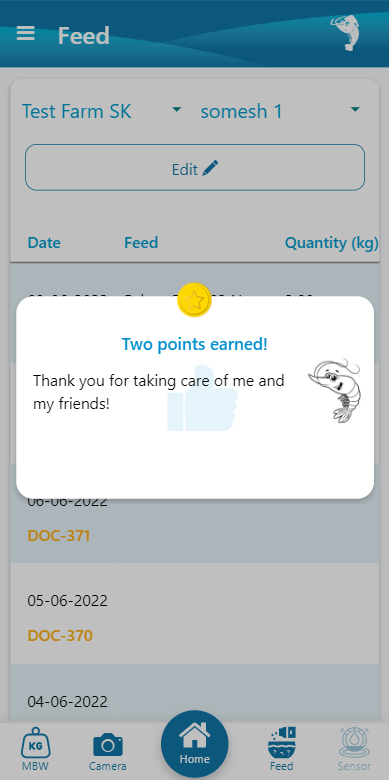 Feed
Test Farm SK
somesh 1
Edit
Date Feed Quantity (kg)
Two points earned!
Thank you for taking care of me and
my friends!
06-06-2022
DOC-371
05-06-2022
DOC-370
04-06-2022
KG
MBW Camera Home Feed Sensor